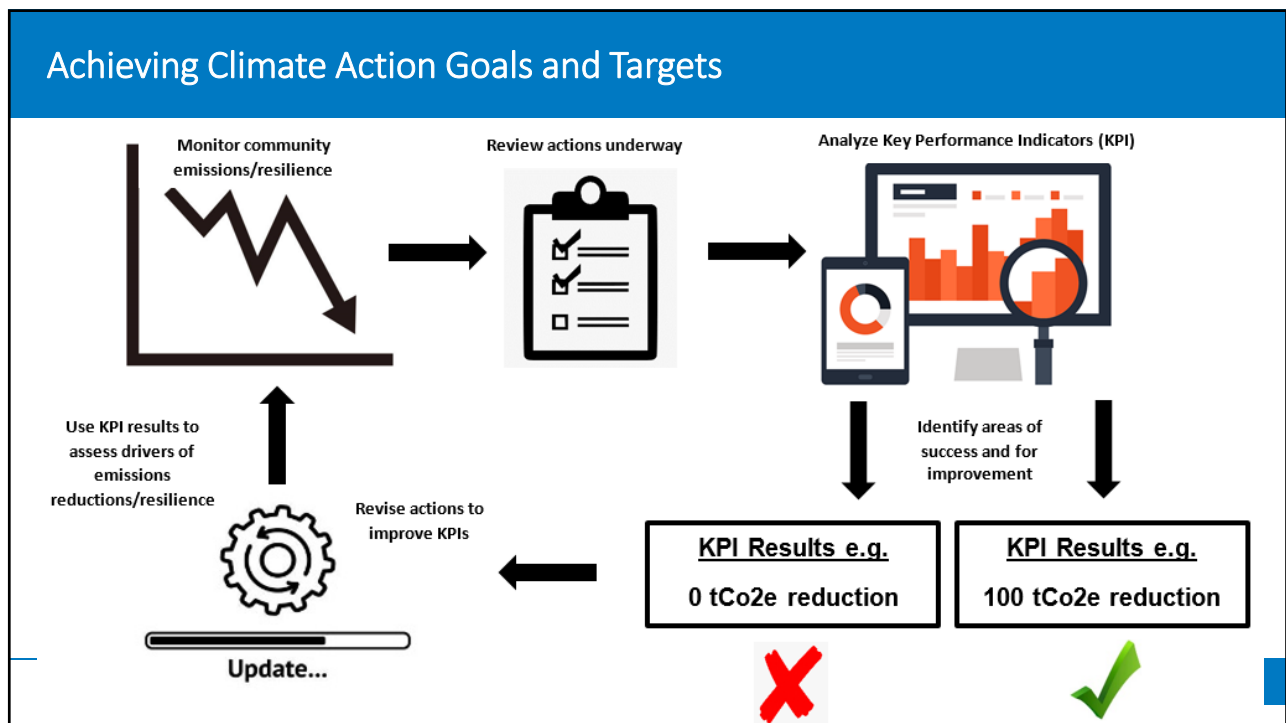 Achieving Climate Action Goals and Targets
Monitor community
emissions/resilience
Review actions underway
Analyze Key Performance Indicators (KPI)
Identify areas of
success and for
improvement
KPI Results e.g.
0 tCo2e reduction
KPI Results e.g.
100 tCo2e reduction
Revise actions to
improve KPIs
Use KPI results to
assess drivers of
emissions
reductions/resilience
Update...